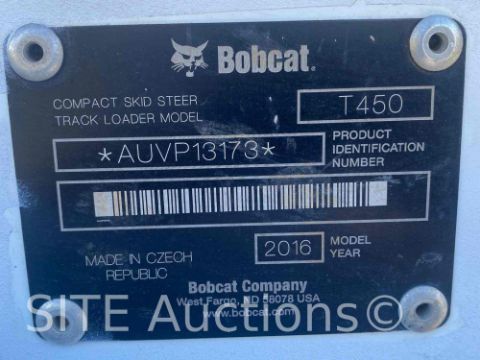 Bobcat.
COMPACT SKID STEER
TRACK LOADER MODEL
T450
*AUVP13173*
PRODUCT
IDENTIFICATION
NUMBER
MADE IN CZECH
REPUBLIC
2016
MODEL
YEAR
Bobcat Company
West Fargo, ND 58078 USA
www.bobcat.com
SITE Auctions©